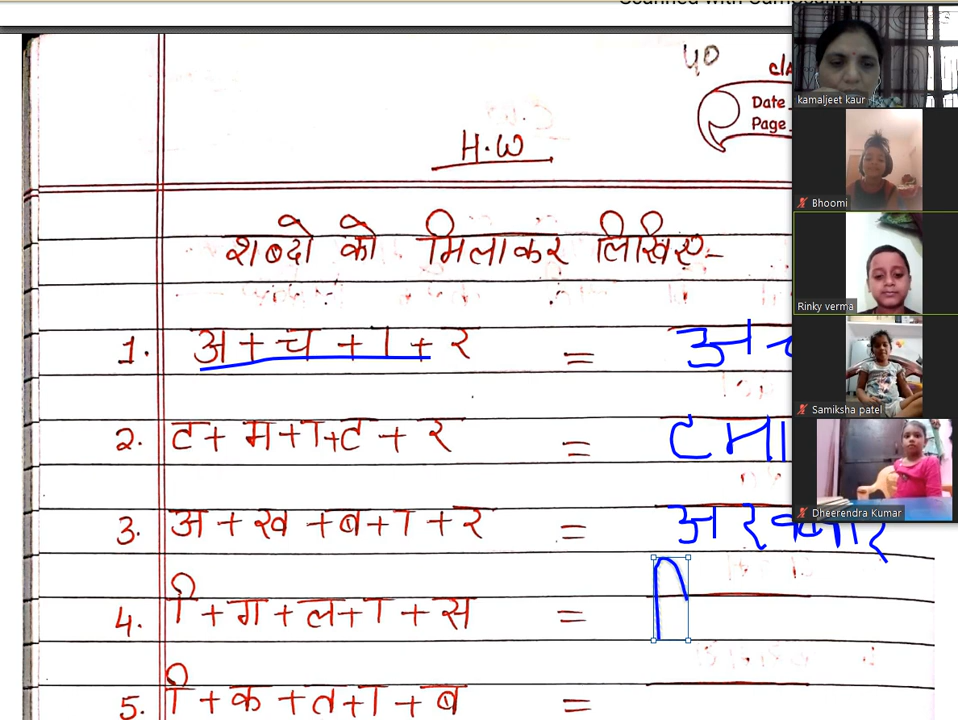 40
Date
Page
H.W
शब्दो को मिलाकर लिखिए-
1. अ + च + ा + र =
2. ट + म + ा + ट + र = टमा
3. अ + ख + ब + ा + र = अखबार
4. ि + ग + ल + ा + स = ि
5. ि + क + त + ा + ब =
kamaljeet kaur
Bhoomi
Rinky verma
Samiksha patel
Dheerendra Kumar